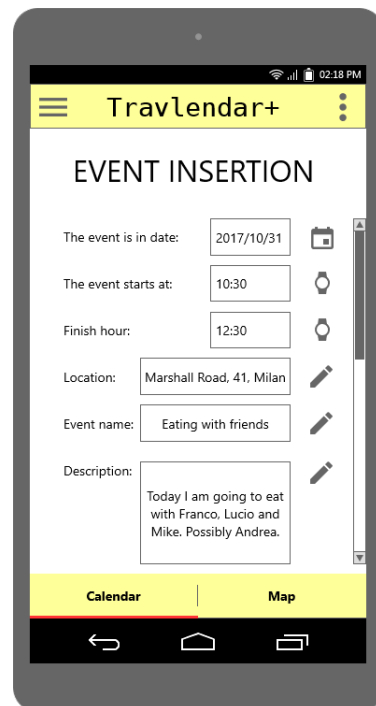 02:18 PM
Travlendar+
EVENT INSERTION
The event is in date: 2017/10/31
The event starts at: 10:30
Finish hour: 12:30
Location: Marshall Road, 41, Milan
Event name: Eating with friends
Description:
Today I am going to eat
with Franco, Lucio and
Mike. Possibly Andrea.
Calendar Map